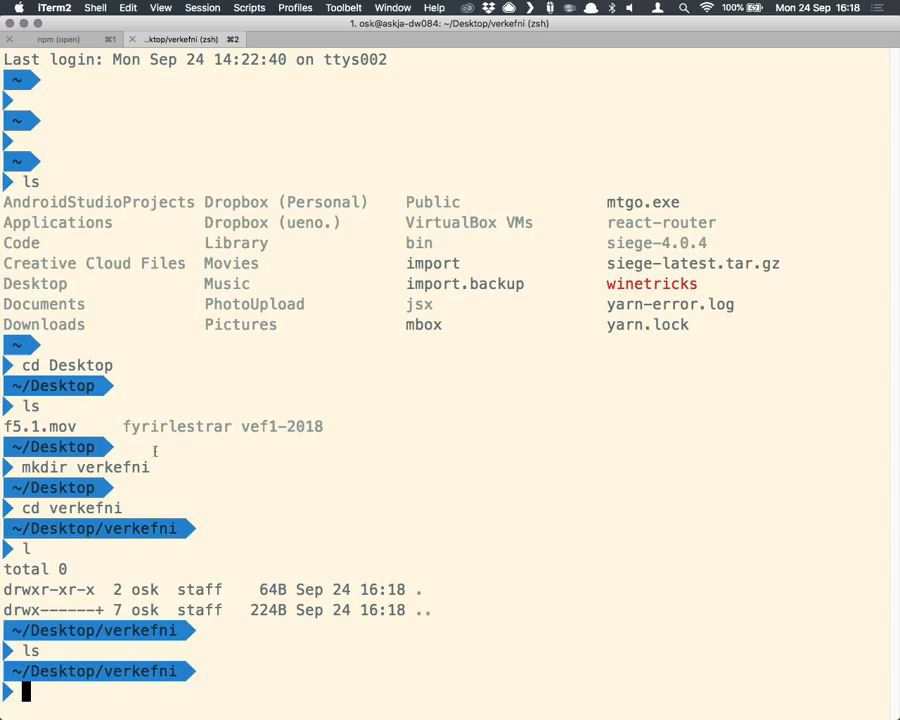 iTerm2 Shell Edit View Session Scripts Profiles Toolbelt Window Help 100% Mon 24 Sep 16:18
1. osk@askja-dw084: ~/Desktop/verkefni (zsh)
npm (open) ⌘1 ..ktop/verkefni (zsh) ⌘2
Last login: Mon Sep 24 14:22:40 on ttys002
~
~
~
ls
AndroidStudioProjects Dropbox (Personal) Public mtgo.exe
Applications Dropbox (ueno.) VirtualBox VMs react-router
Code Library bin siege-4.0.4
Creative Cloud Files Movies import siege-latest.tar.gz
Desktop Music import.backup winetricks
Documents PhotoUpload jsx yarn-error.log
Downloads Pictures mbox yarn.lock
~
cd Desktop
~/Desktop
ls
f5.1.mov fyrirlestrar vef1-2018
~/Desktop
mkdir verkefni
~/Desktop
cd verkefni
~/Desktop/verkefni
l
total 0
drwxr-xr-x 2 osk staff 64B Sep 24 16:18 .
drwx------+ 7 osk staff 224B Sep 24 16:18 ..
~/Desktop/verkefni
ls
~/Desktop/verkefni